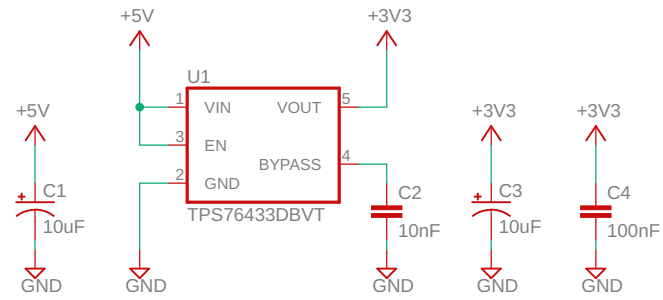 +5V
+3V3
U1
1 VIN
VOUT 5
3 EN
BYPASS 4
2 GND
TPS76433DBVT
+5V
C1
10uF
GND
GND
C2
10nF
GND
+3V3
C3
10uF
GND
+3V3
C4
100nF
GND